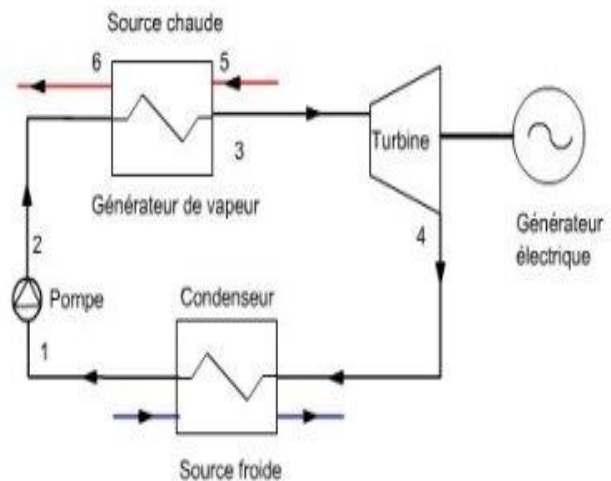 Source chaude
6
5
3
Turbine
Générateur de vapeur
Générateur
électrique
4
2
Pompe
Condenseur
1
Source froide